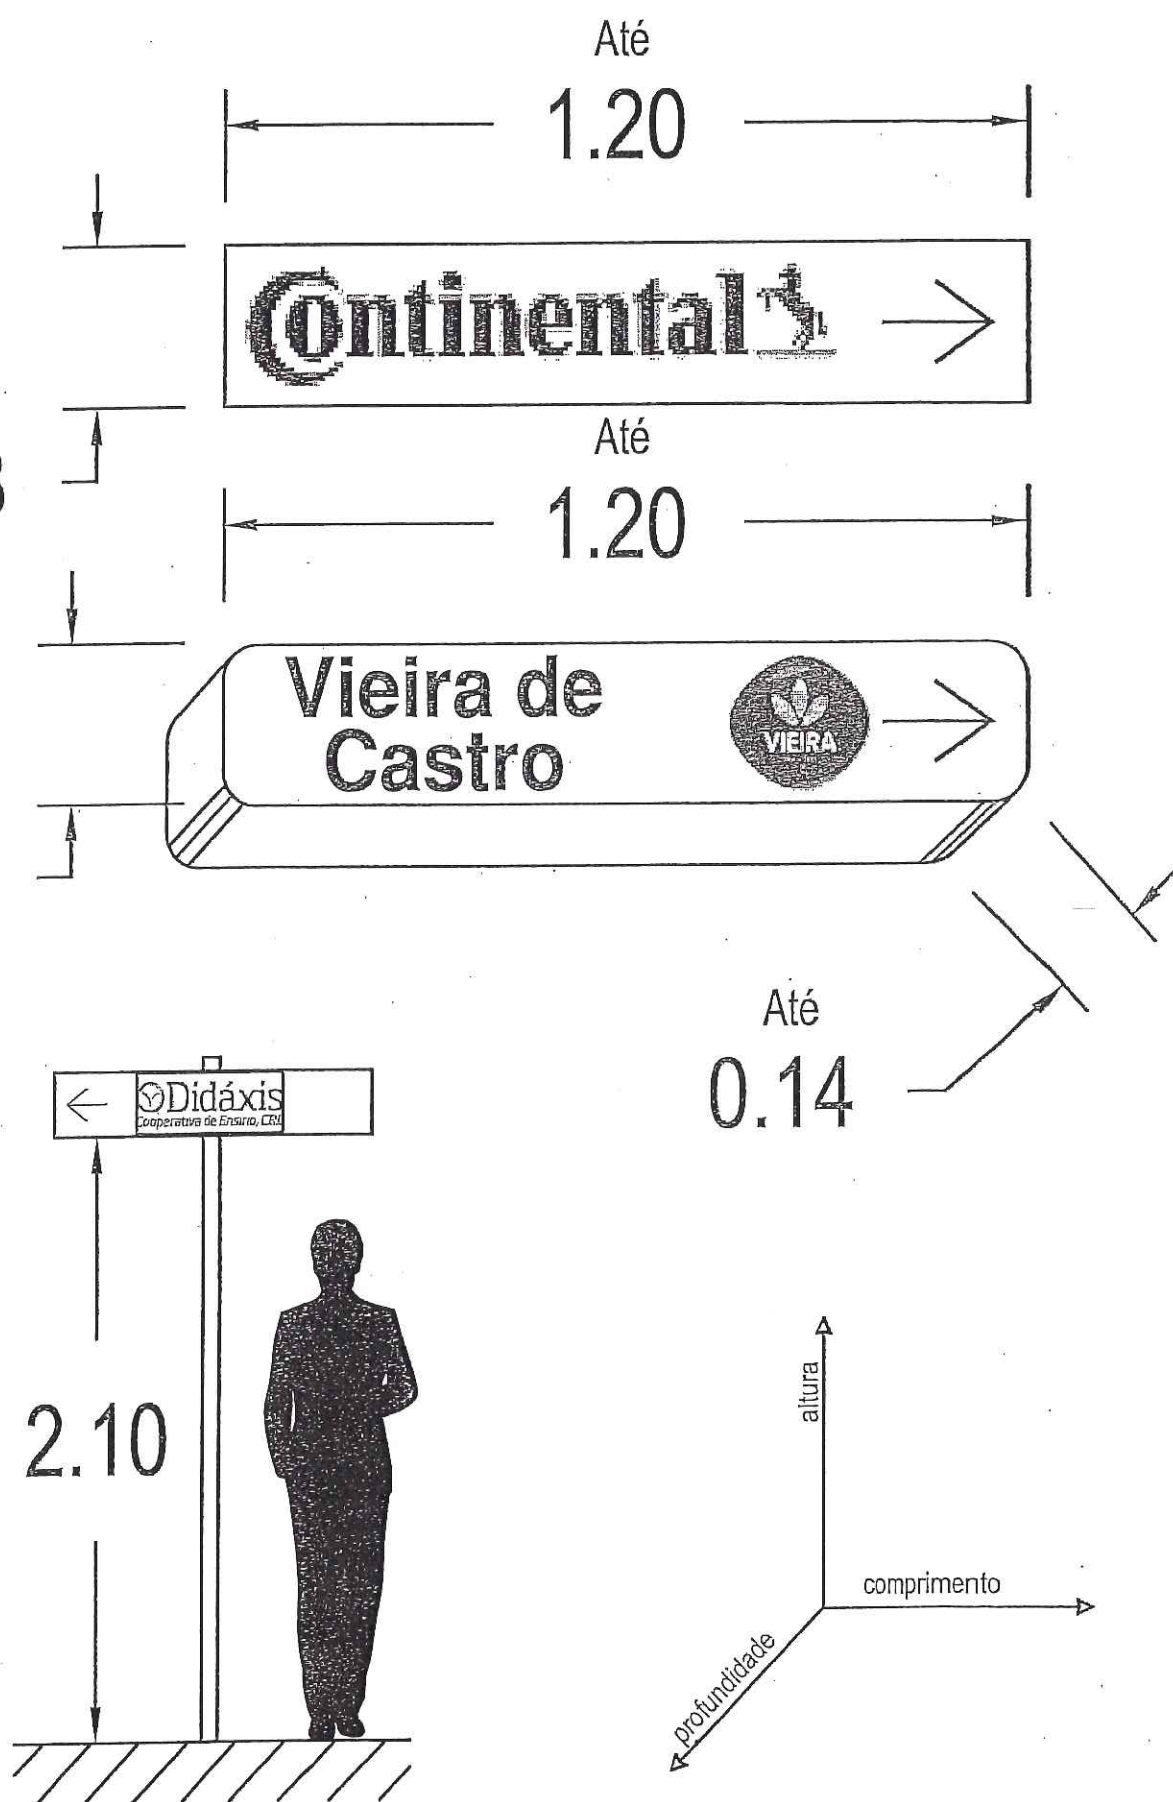 Até
1.20
Continental
Até
1.20
Vieira de
Castro
VIEIRA
Até
0.14
Didáxis
Cooperativa de Ensino, CRL
2.10
altura
comprimento
profundidade